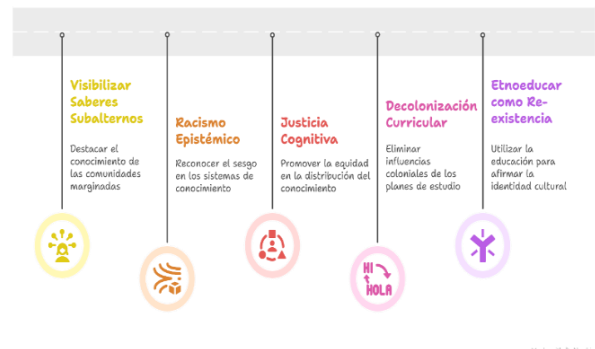 Visibilizar
Saberes
Subalternos
Destacar el
conocimiento de
las comunidades
marginadas
Racismo
Epistémico
Reconocer el sesgo
en los sistemas de
conocimiento
Justicia
Cognitiva
Promover la equidad
en la distribución del
conocimiento
Decolonización
Curricular
Eliminar
influencias
coloniales de los
planes de estudio
HI
HOLA
Etnoeducar
como Re-
existencia
Utilizar la
educación para
afirmar la
identidad cultural